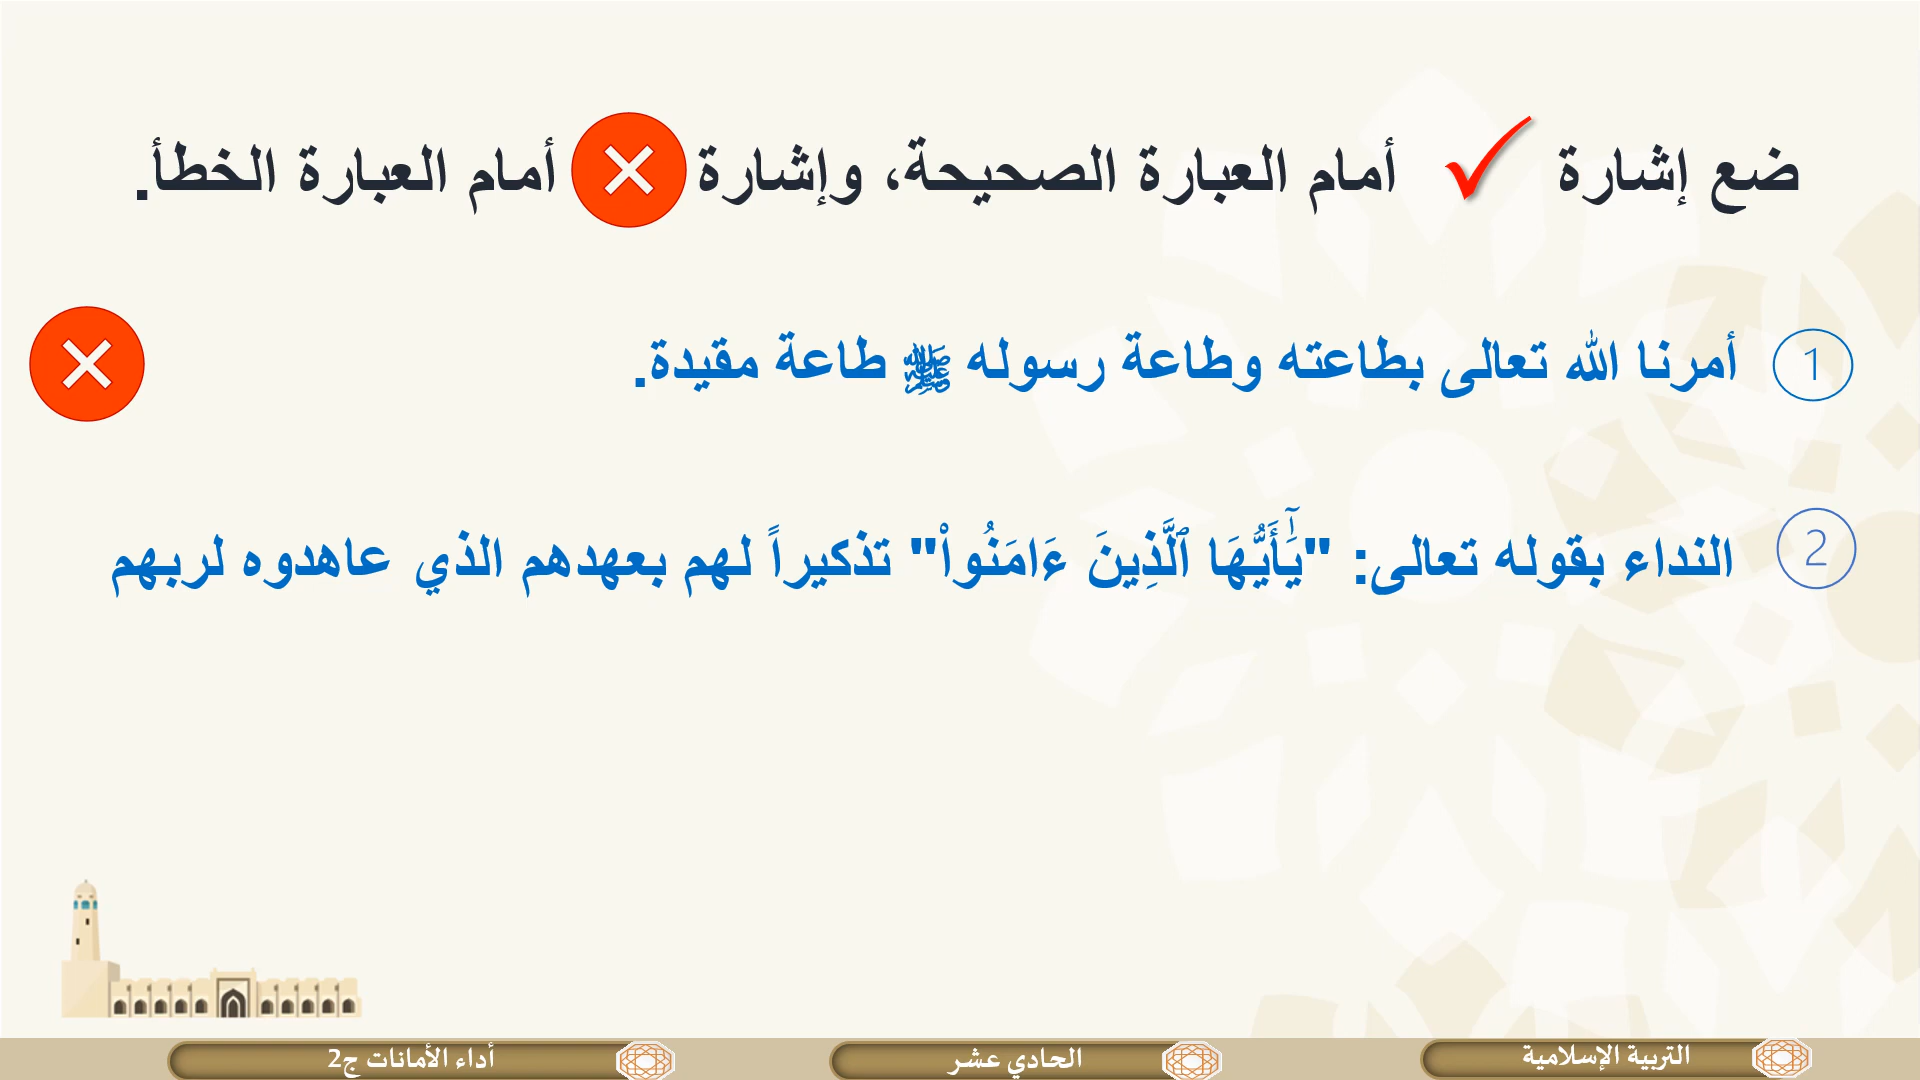 ضع إشارة ✓ أمام العبارة الصحيحة، وإشارة ✕ أمام العبارة الخطأ.
1 أمرنا الله تعالى بطاعته وطاعة رسوله ﷺ طاعة مقيدة. ✕
2 النداء بقوله تعالى: "يَٰٓأَيُّهَا ٱلَّذِينَ ءَامَنُواْ" تذكيراً لهم بعهدهم الذي عاهدوه لربهم
التربية الإسلامية
الحادي عشر
أداء الأمانات ج2